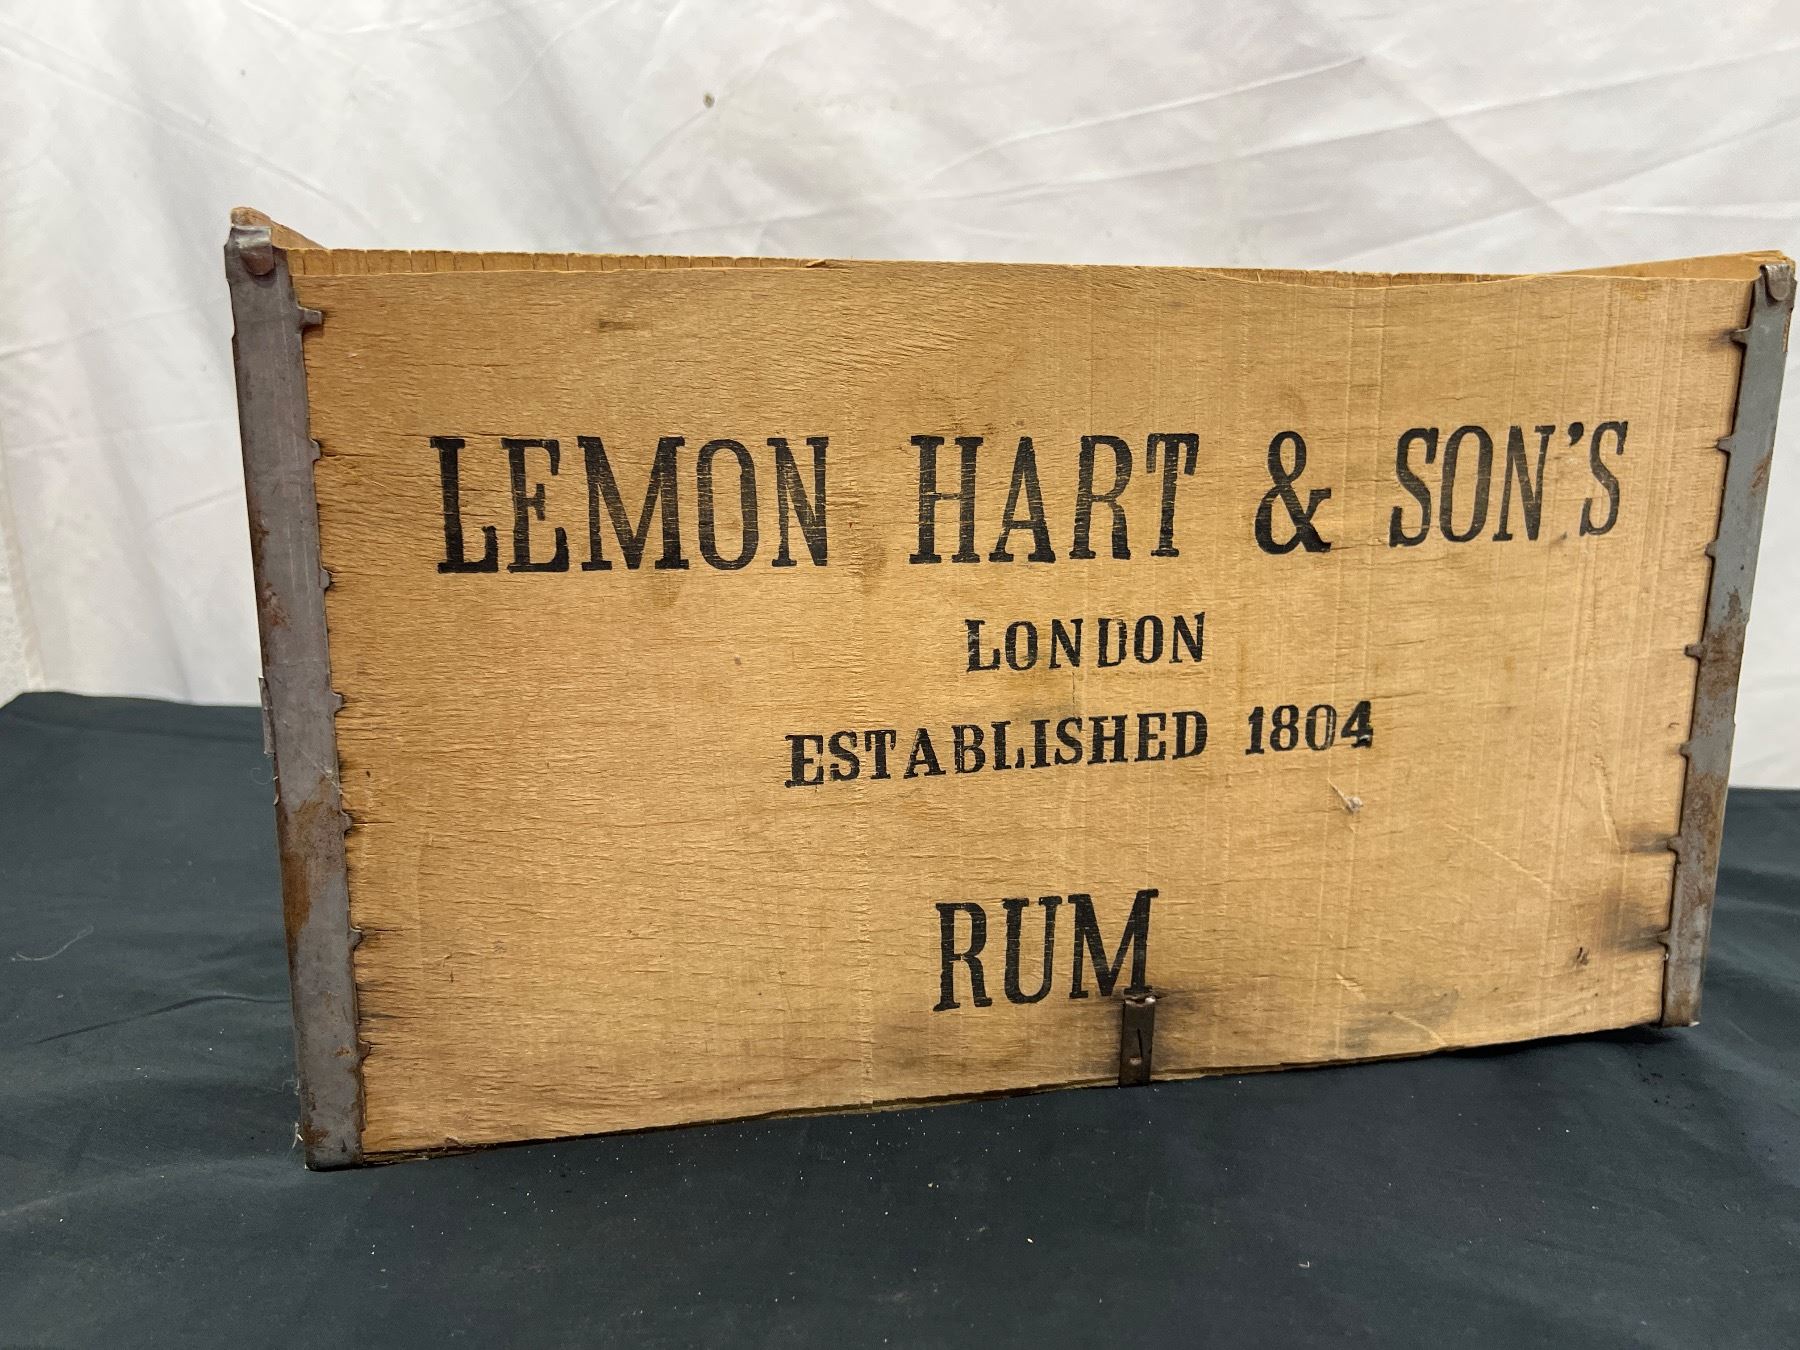 LEMON HART & SON'S
LONDON
ESTABLISHED 1804
RUM